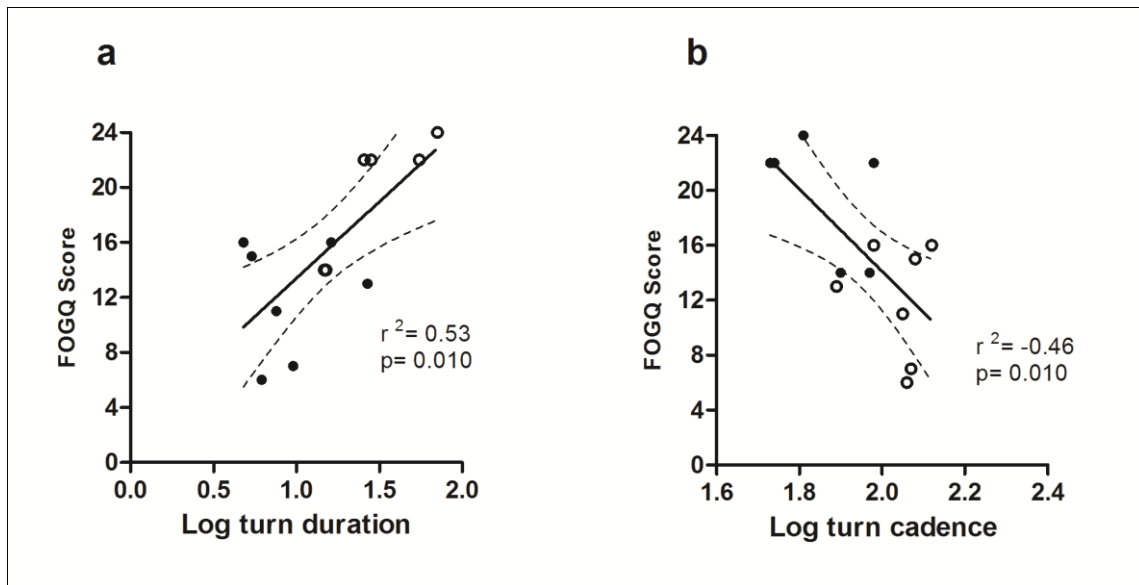 a
24
20
16
12
8
4
0
FOGQ Score
r 2= 0.53
p= 0.010
0.0 0.5 1.0 1.5 2.0
Log turn duration
b
24
20
16
12
8
4
0
FOGQ Score
r 2= -0.46
p= 0.010
1.6 1.8 2.0 2.2 2.4
Log turn cadence